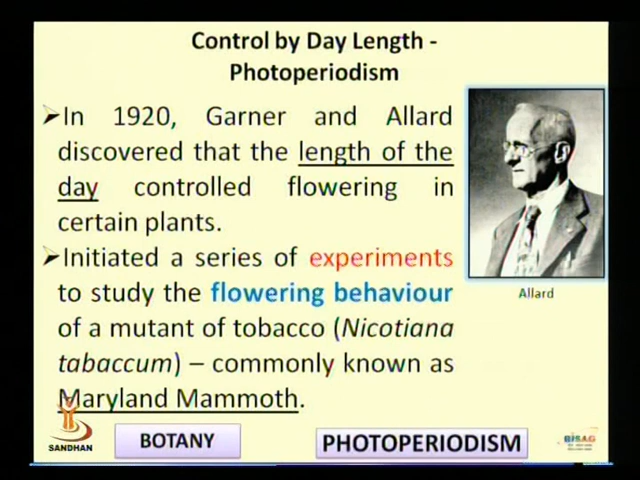 Control by Day Length -
Photoperiodism
➤In 1920, Garner and Allard
discovered that the length of the
day controlled flowering in
certain plants.
➤Initiated a series of experiments
to study the flowering behaviour
of a mutant of tobacco (Nicotiana
tabaccum) – commonly known as
Maryland Mammoth.
Allard
SANDHAN
BOTANY
PHOTOPERIODISM
BISAG